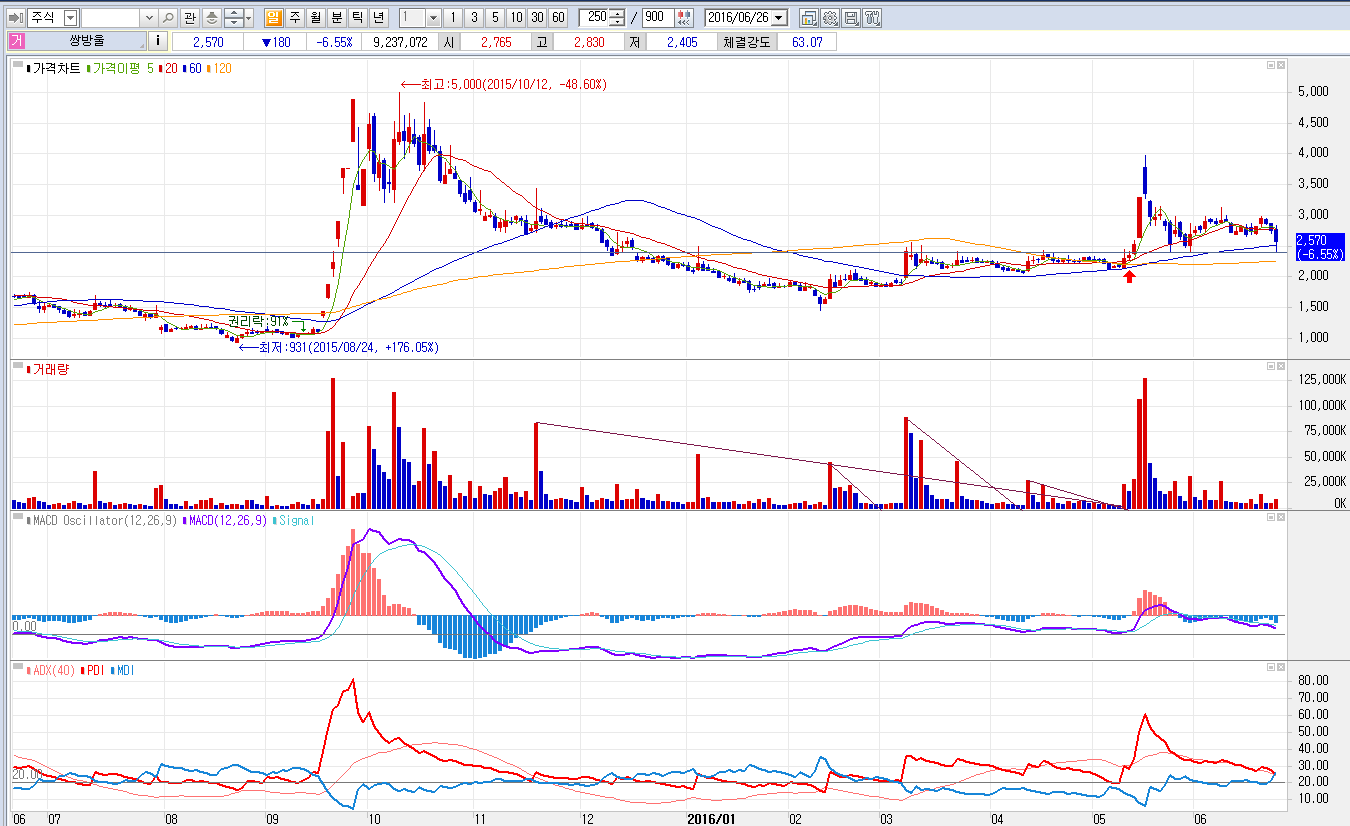 주식 관 일 주 월 분 틱 년 1 1 3 5 10 30 60 250 / 900 2016/06/26
거 쌍방울 i 2,570 ▼180 -6.55% 9,237,072 시 2,765 고 2,830 저 2,405 체결강도 63.07
가격차트 가격이평 5 20 60 120
←최고:5,000(2015/10/12, -48.60%)
5,000
4,500
4,000
3,500
3,000
2,570
(-6.55%)
2,000
1,500
1,000
권리락:91%
←최저:931(2015/08/24, +176.05%)
거래량
125,000K
100,000K
75,000K
50,000K
25,000K
0K
MACD Oscillator(12,26,9) MACD(12,26,9) Signal
0.00
ADX(40) PDI MDI
80.00
70.00
60.00
50.00
40.00
30.00
20.00 20.00
10.00
06 07 08 09 10 11 12 2016/01 02 03 04 05 06